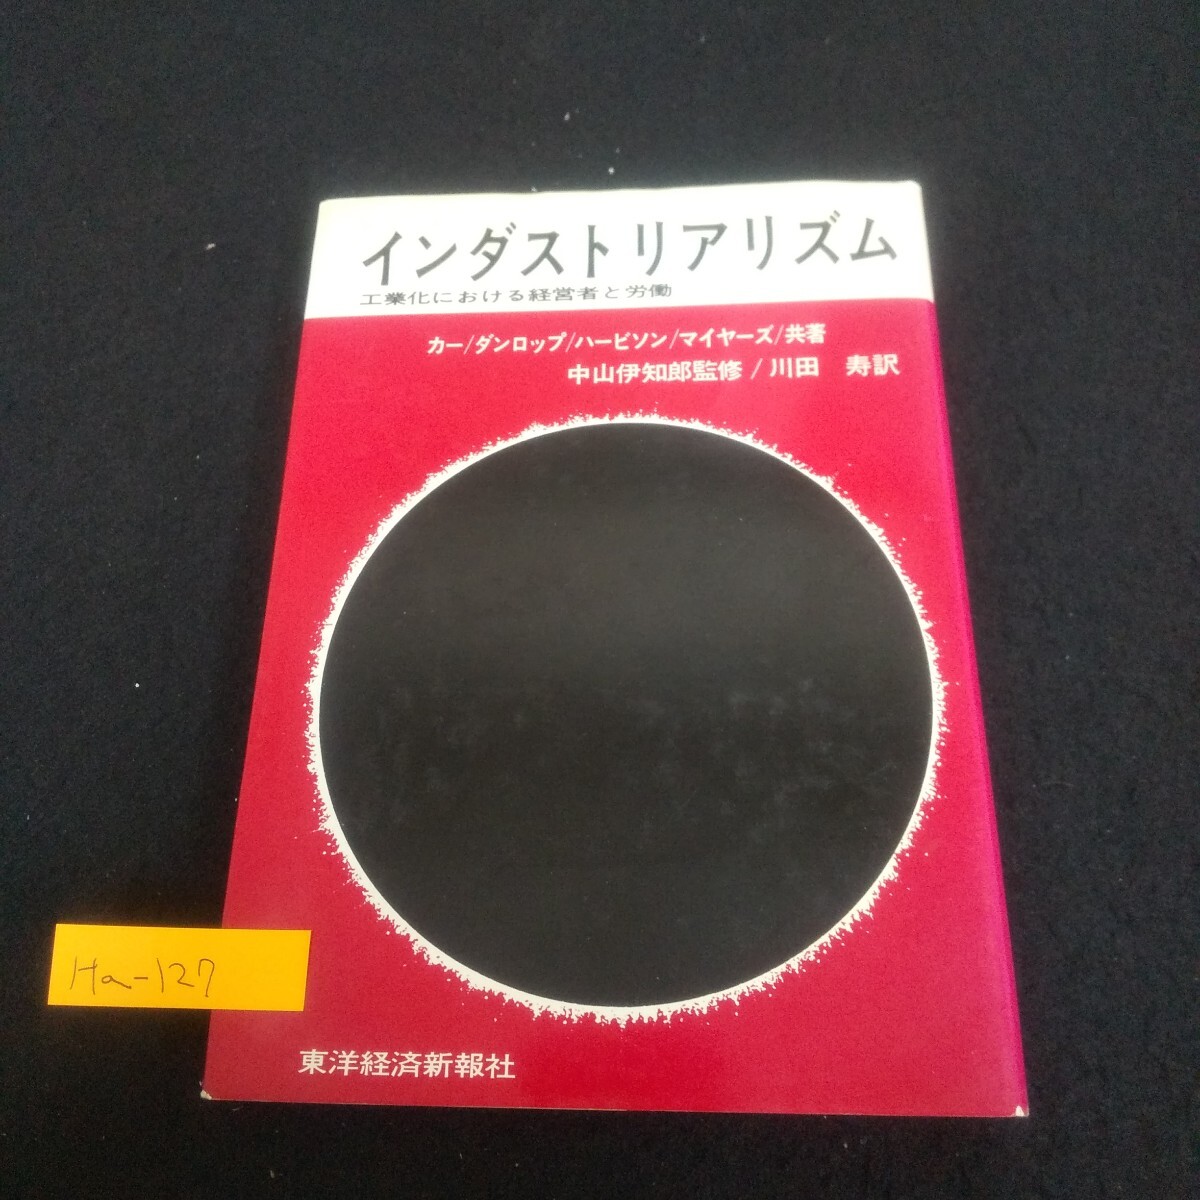 インダストリアリズム
工業化における経営者と労働
カー/ダンロップ/ハービソン/マイヤーズ/共著
中山伊知郎監修/川田 寿訳
Ha-127
東洋経済新報社